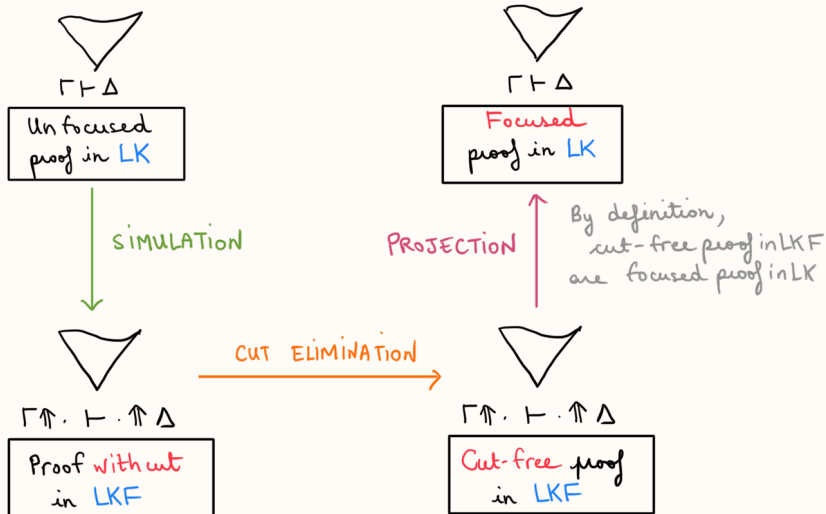 Γ ⊢ Δ
Unfocused
proof in LK
SIMULATION
Γ⇑· ⊢ ·⇑Δ
Proof with cut
in LKF
CUT ELIMINATION
Γ ⊢ Δ
Focused
proof in LK
PROJECTION
By definition,
cut-free proof in LKF
are focused proof in LK
Γ⇑· ⊢ ·⇑Δ
Cut-free proof
in LKF